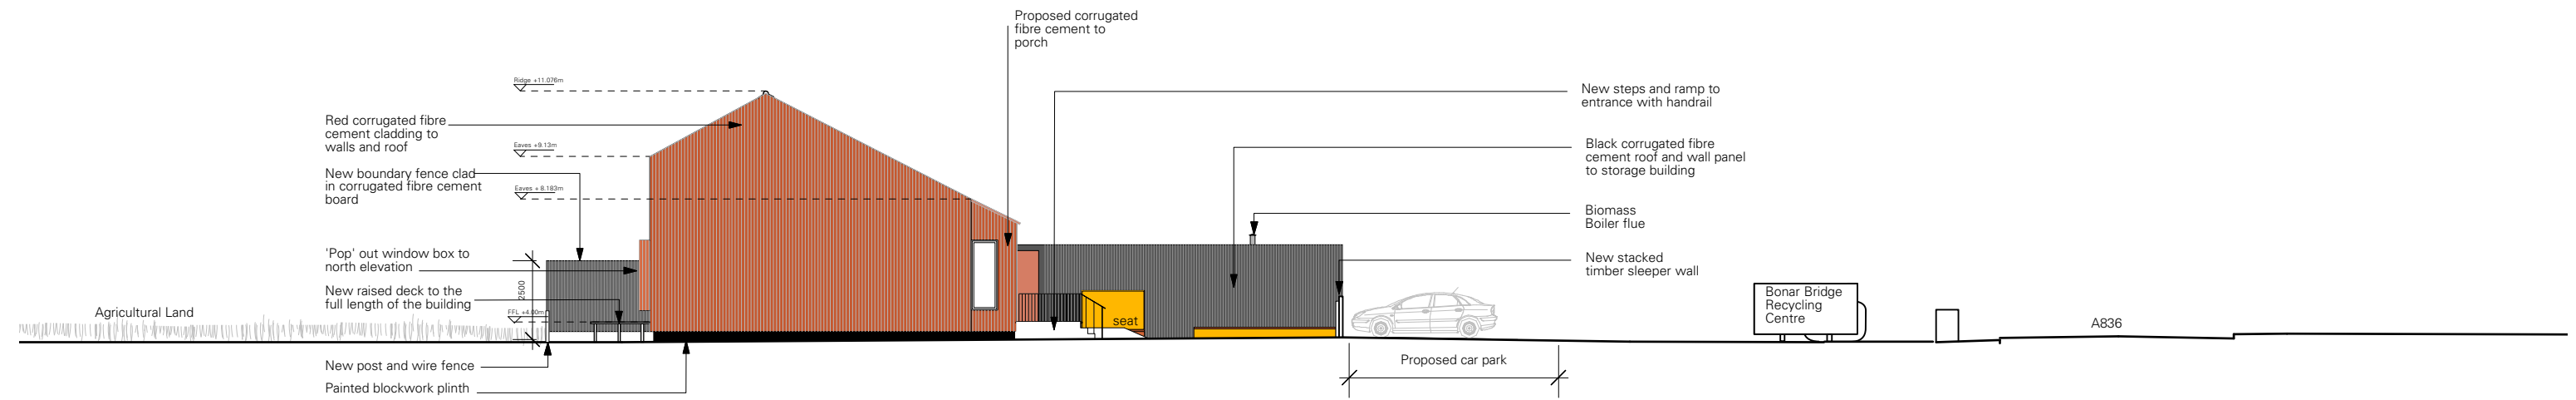 Proposed corrugated
fibre cement to
porch
Ridge +11.076m
Red corrugated fibre
cement cladding to
walls and roof
Eaves +9.13m
New boundary fence clad
in corrugated fibre cement
board
Eaves + 8.183m
'Pop' out window box to
north elevation
New raised deck to the
full length of the building
2500
FFL +4.00m
Agricultural Land
New post and wire fence
Painted blockwork plinth
seat
New steps and ramp to
entrance with handrail
Black corrugated fibre
cement roof and wall panel
to storage building
Biomass
Boiler flue
New stacked
timber sleeper wall
Proposed car park
Bonar Bridge
Recycling
Centre
A836